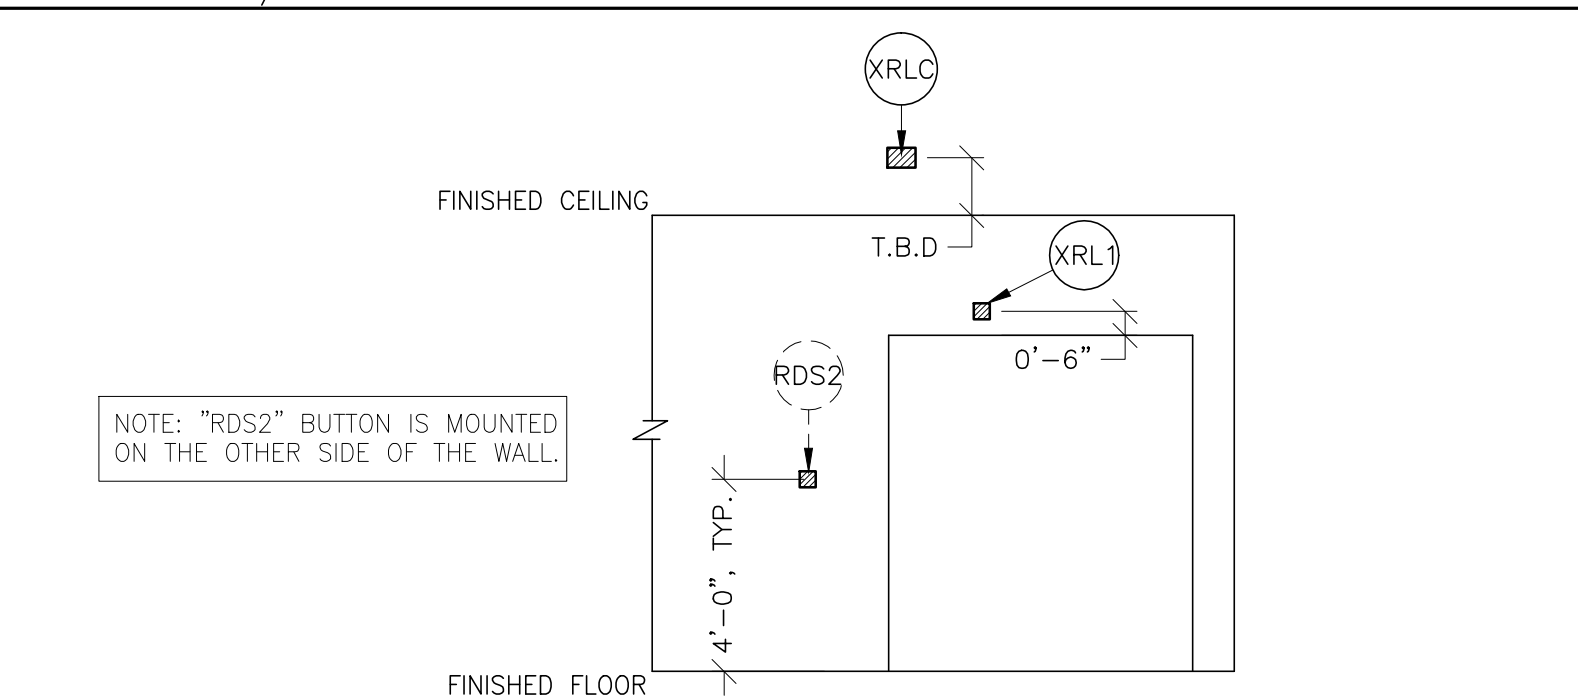 XRLC
FINISHED CEILING
T.B.D
XRL1
0'-6"
RDS2
NOTE: "RDS2" BUTTON IS MOUNTED
ON THE OTHER SIDE OF THE WALL.
4'-0", TYP.
FINISHED FLOOR